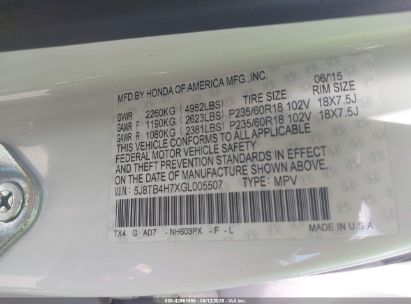 MFD.BY HONDA OF AMERICA MFG.,INC. 06/15
TIRE SIZE RIM SIZE
GVWR 2260KG (4982LBS)
GAWR F 1190KG (2623LBS) P235/60R18 102V 18X7.5J
GAWR R 1080KG (2381LBS) P235/60R18 102V 18X7.5J
THIS VEHICLE CONFORMS TO ALL APPLICABLE
FEDERAL MOTOR VEHICLE SAFETY, BUMPER,
AND THEFT PREVENTION STANDARDS IN EFFECT
ON THE DATE OF MANUFACTURE SHOWN ABOVE.
5J8TB4H7XGL005507 TYPE: MPV
TX4 G AD7 - NH603PX -F -L
MADE IN U.S.A